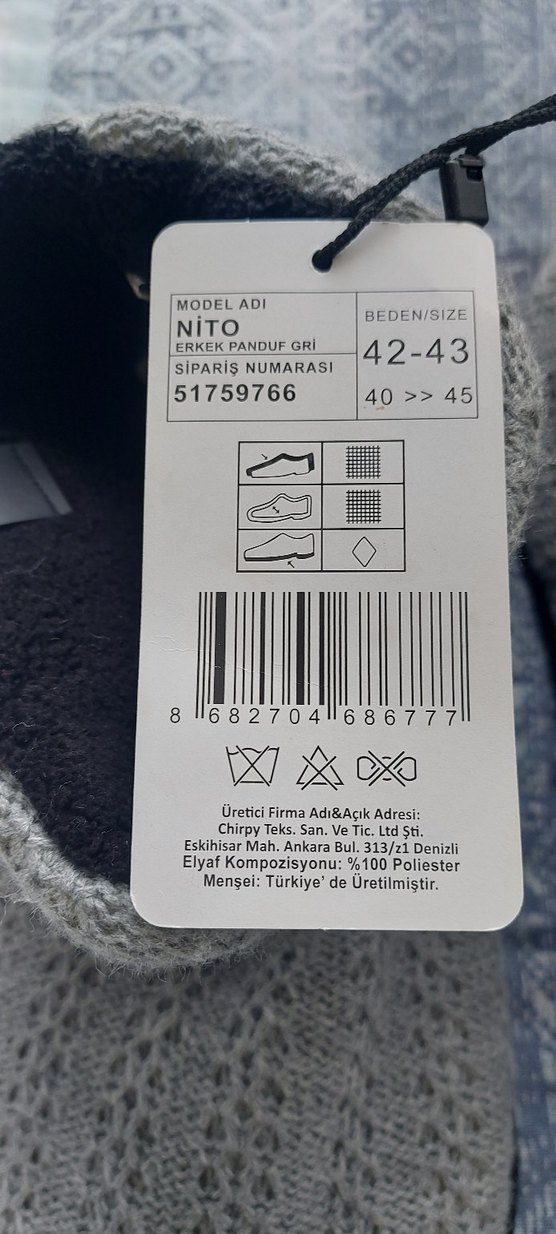 MODEL ADI
NİTO
ERKEK PANDUF GRİ
SİPARİŞ NUMARASI
51759766
BEDEN/SIZE
42-43
40 >> 45
8 682704 686777
Üretici Firma Adı&Açık Adresi:
Chirpy Teks. San. Ve Tic. Ltd Şti.
Eskihisar Mah. Ankara Bul. 313/z1 Denizli
Elyaf Kompozisyonu: %100 Poliester
Menşei: Türkiye' de Üretilmiştir.